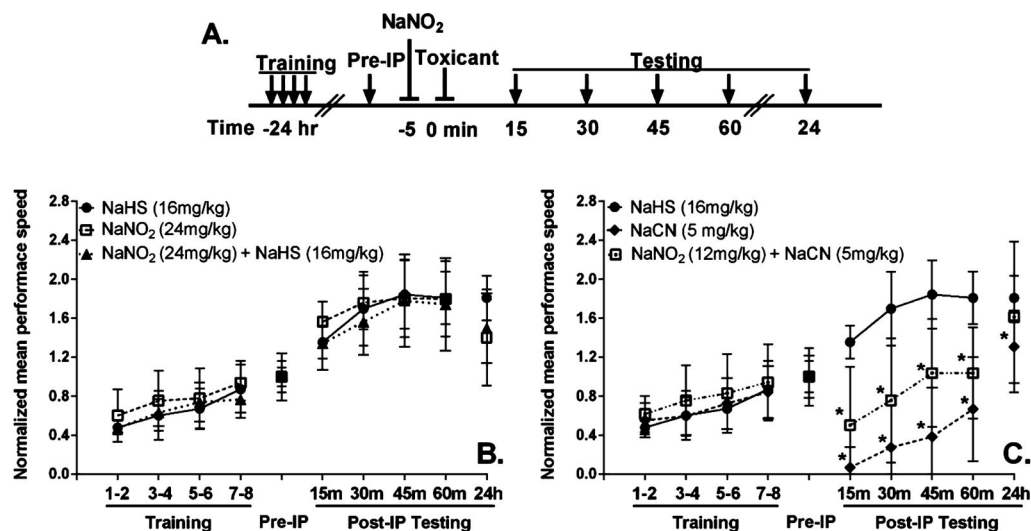 A.
NaNO₂
Training Pre-IP Toxicant Testing
Time -24 hr -5 0 min 15 30 45 60 24
Normalized mean performace speed
2.8
2.4
2.0
1.6
1.2
0.8
0.4
0.0
NaHS (16mg/kg)
NaNO₂ (24mg/kg)
NaNO₂ (24mg/kg) + NaHS (16mg/kg)
B.
1-2 3-4 5-6 7-8 15m 30m 45m 60m 24h
Training Pre-IP Post-IP Testing
Normalized mean performace speed
2.8
2.4
2.0
1.6
1.2
0.8
0.4
0.0
NaHS (16mg/kg)
NaCN (5 mg/kg)
NaNO₂ (12mg/kg) + NaCN (5mg/kg)
* * * * *
* * * *
C.
1-2 3-4 5-6 7-8 15m 30m 45m 60m 24h
Training Pre-IP Post-IP Testing